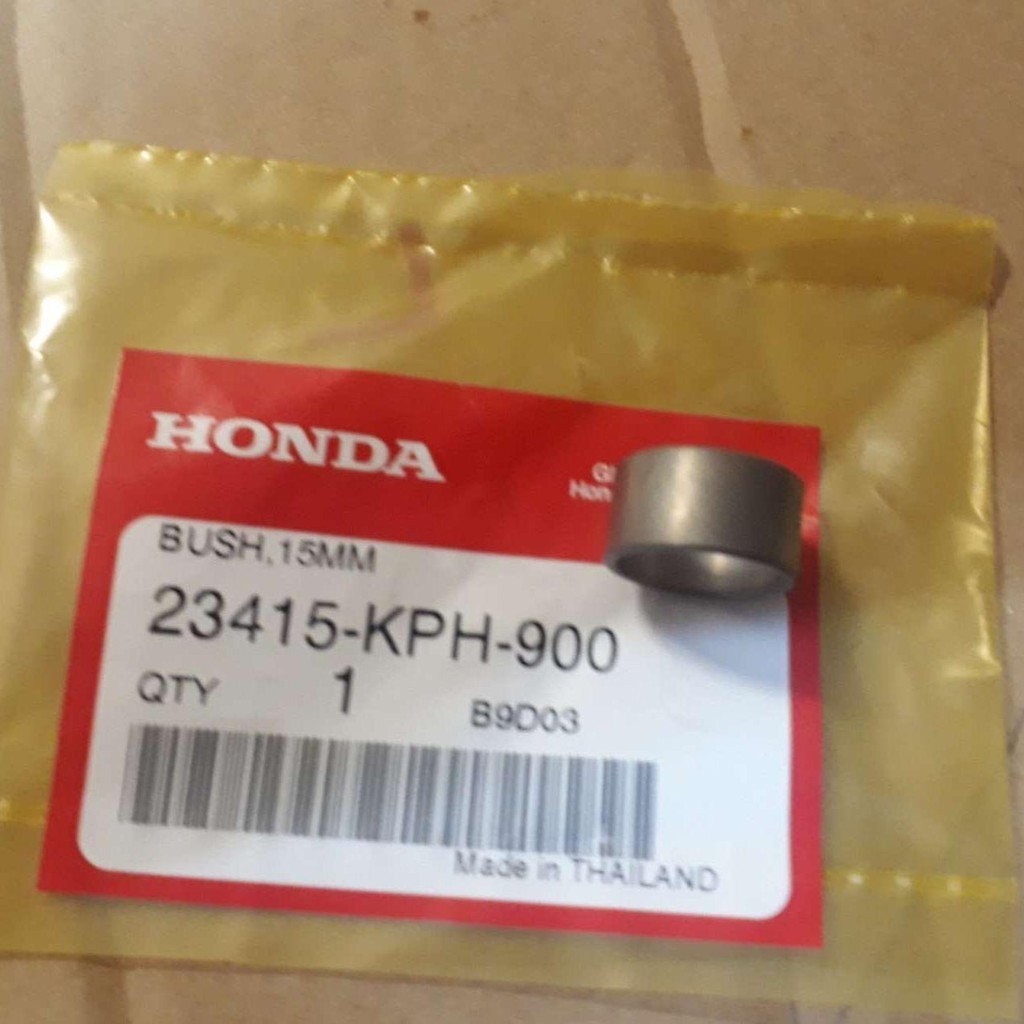 HONDA
BUSH,15MM
23415-KPH-900
QTY 1 B9D03
Made in THAILAND